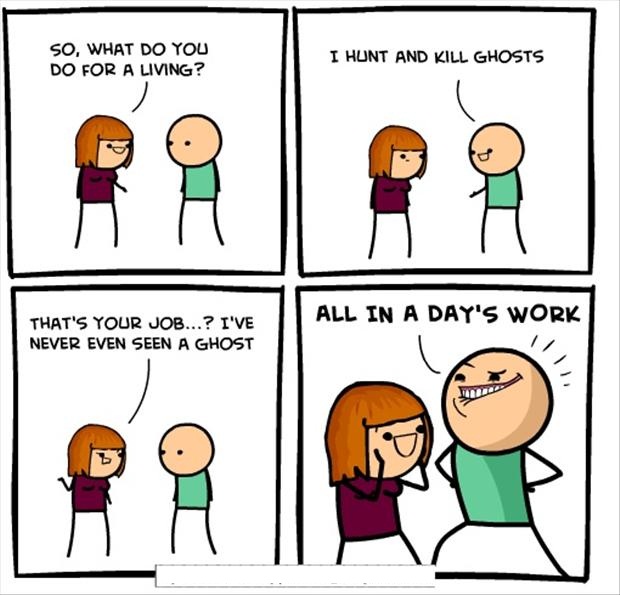 SO, WHAT DO YOU
DO FOR A LIVING?
I HUNT AND KILL GHOSTS
THAT'S YOUR JOB...? I'VE
NEVER EVEN SEEN A GHOST
ALL IN A DAY'S WORK